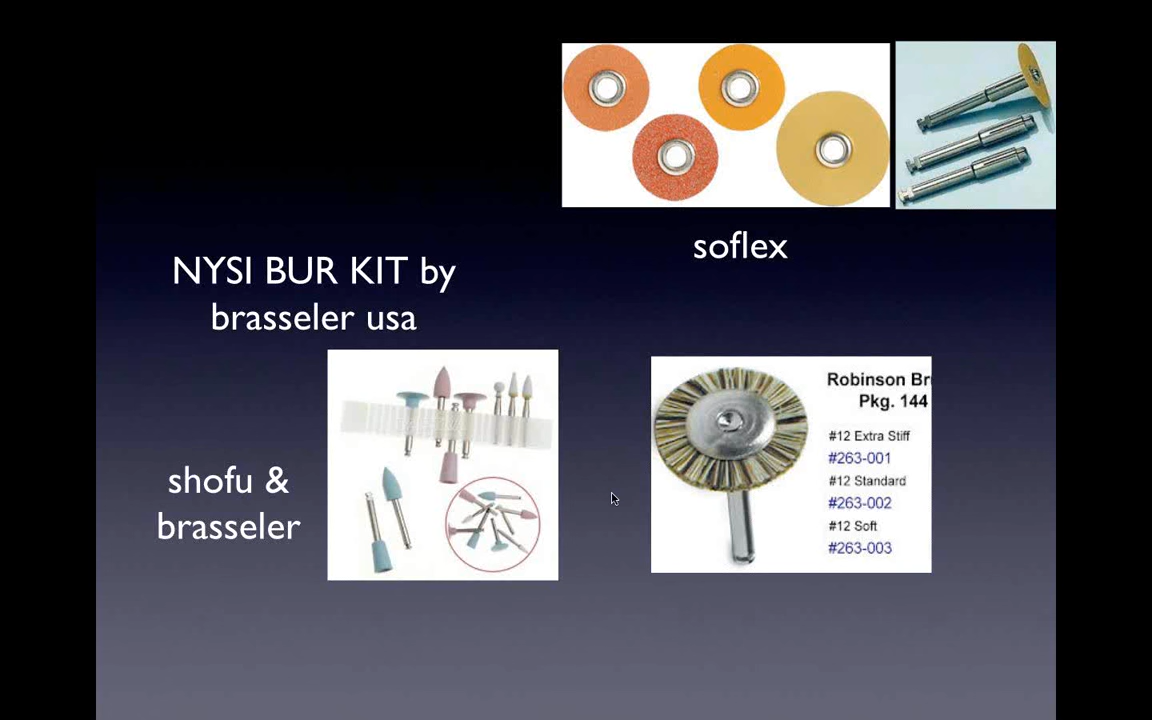 soflex
NYSI BUR KIT by
brasseler usa
shofu &
brasseler
Robinson Br
Pkg. 144
#12 Extra Stiff
#263-001
#12 Standard
#263-002
#12 Soft
#263-003